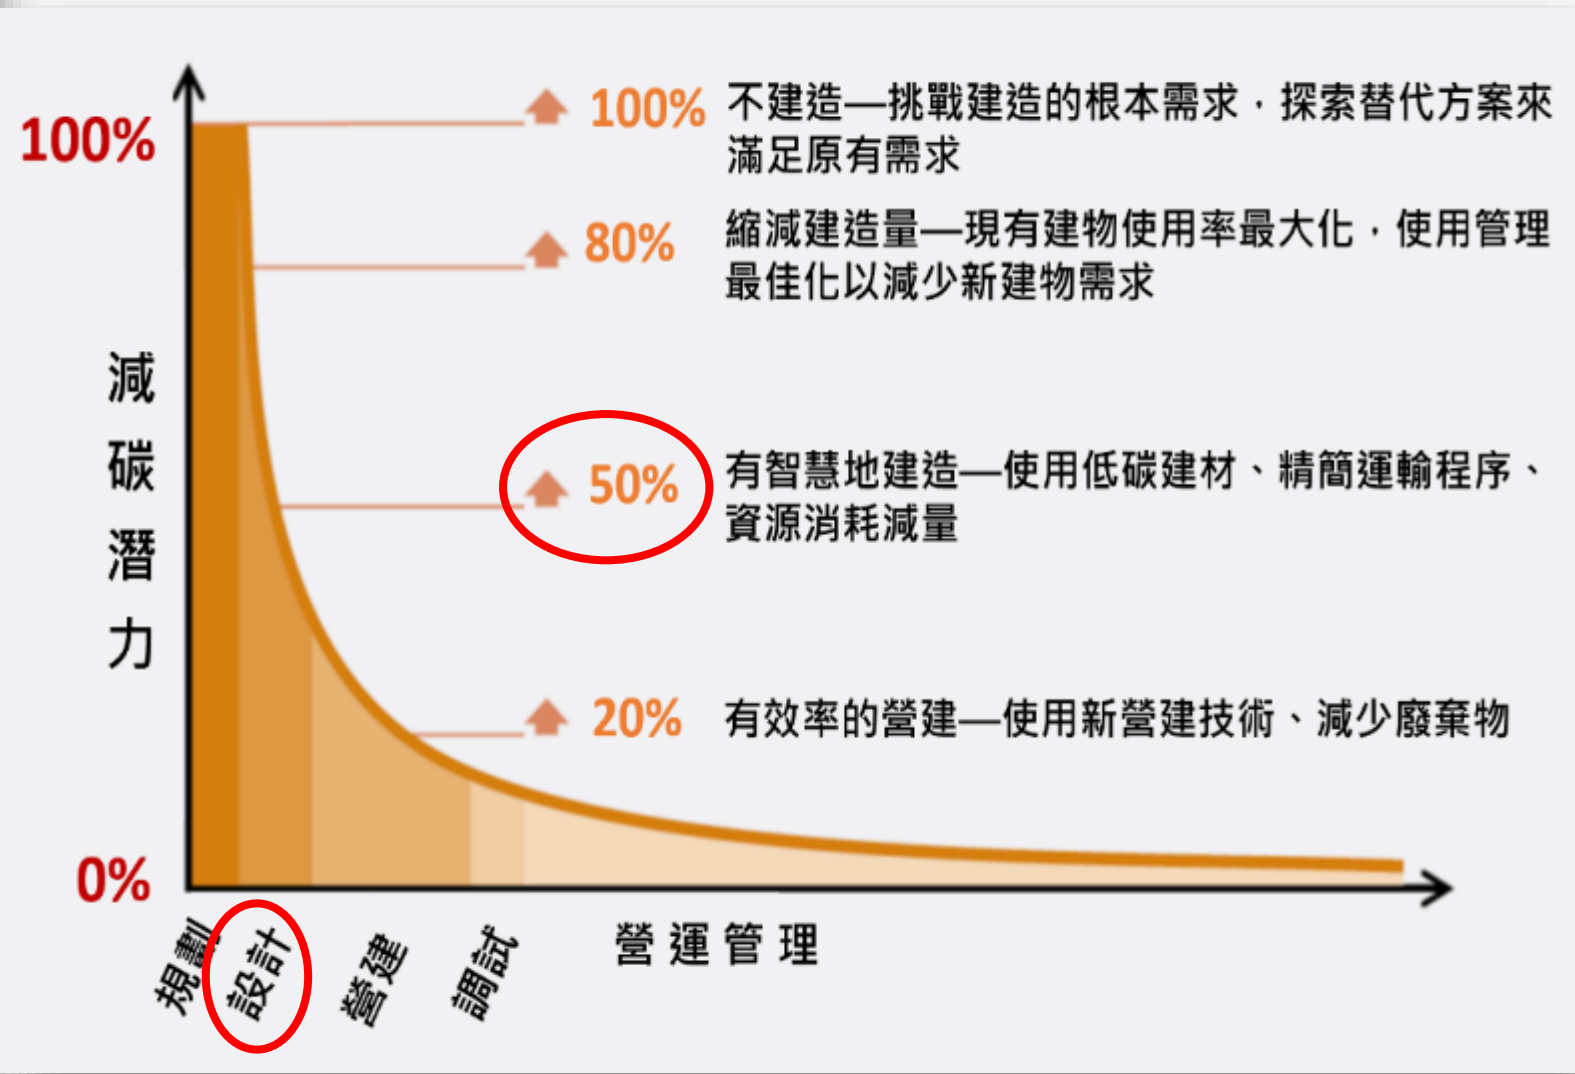 100%
100%
不建造—挑戰建造的根本需求，探索替代方案來
滿足原有需求
80%
縮減建造量—現有建物使用率最大化，使用管理
最佳化以減少新建物需求
減碳潛力
50%
有智慧地建造—使用低碳建材、精簡運輸程序、
資源消耗減量
20%
有效率的營建—使用新營建技術、減少廢棄物
0%
規劃
設計
營建
調試
營運管理